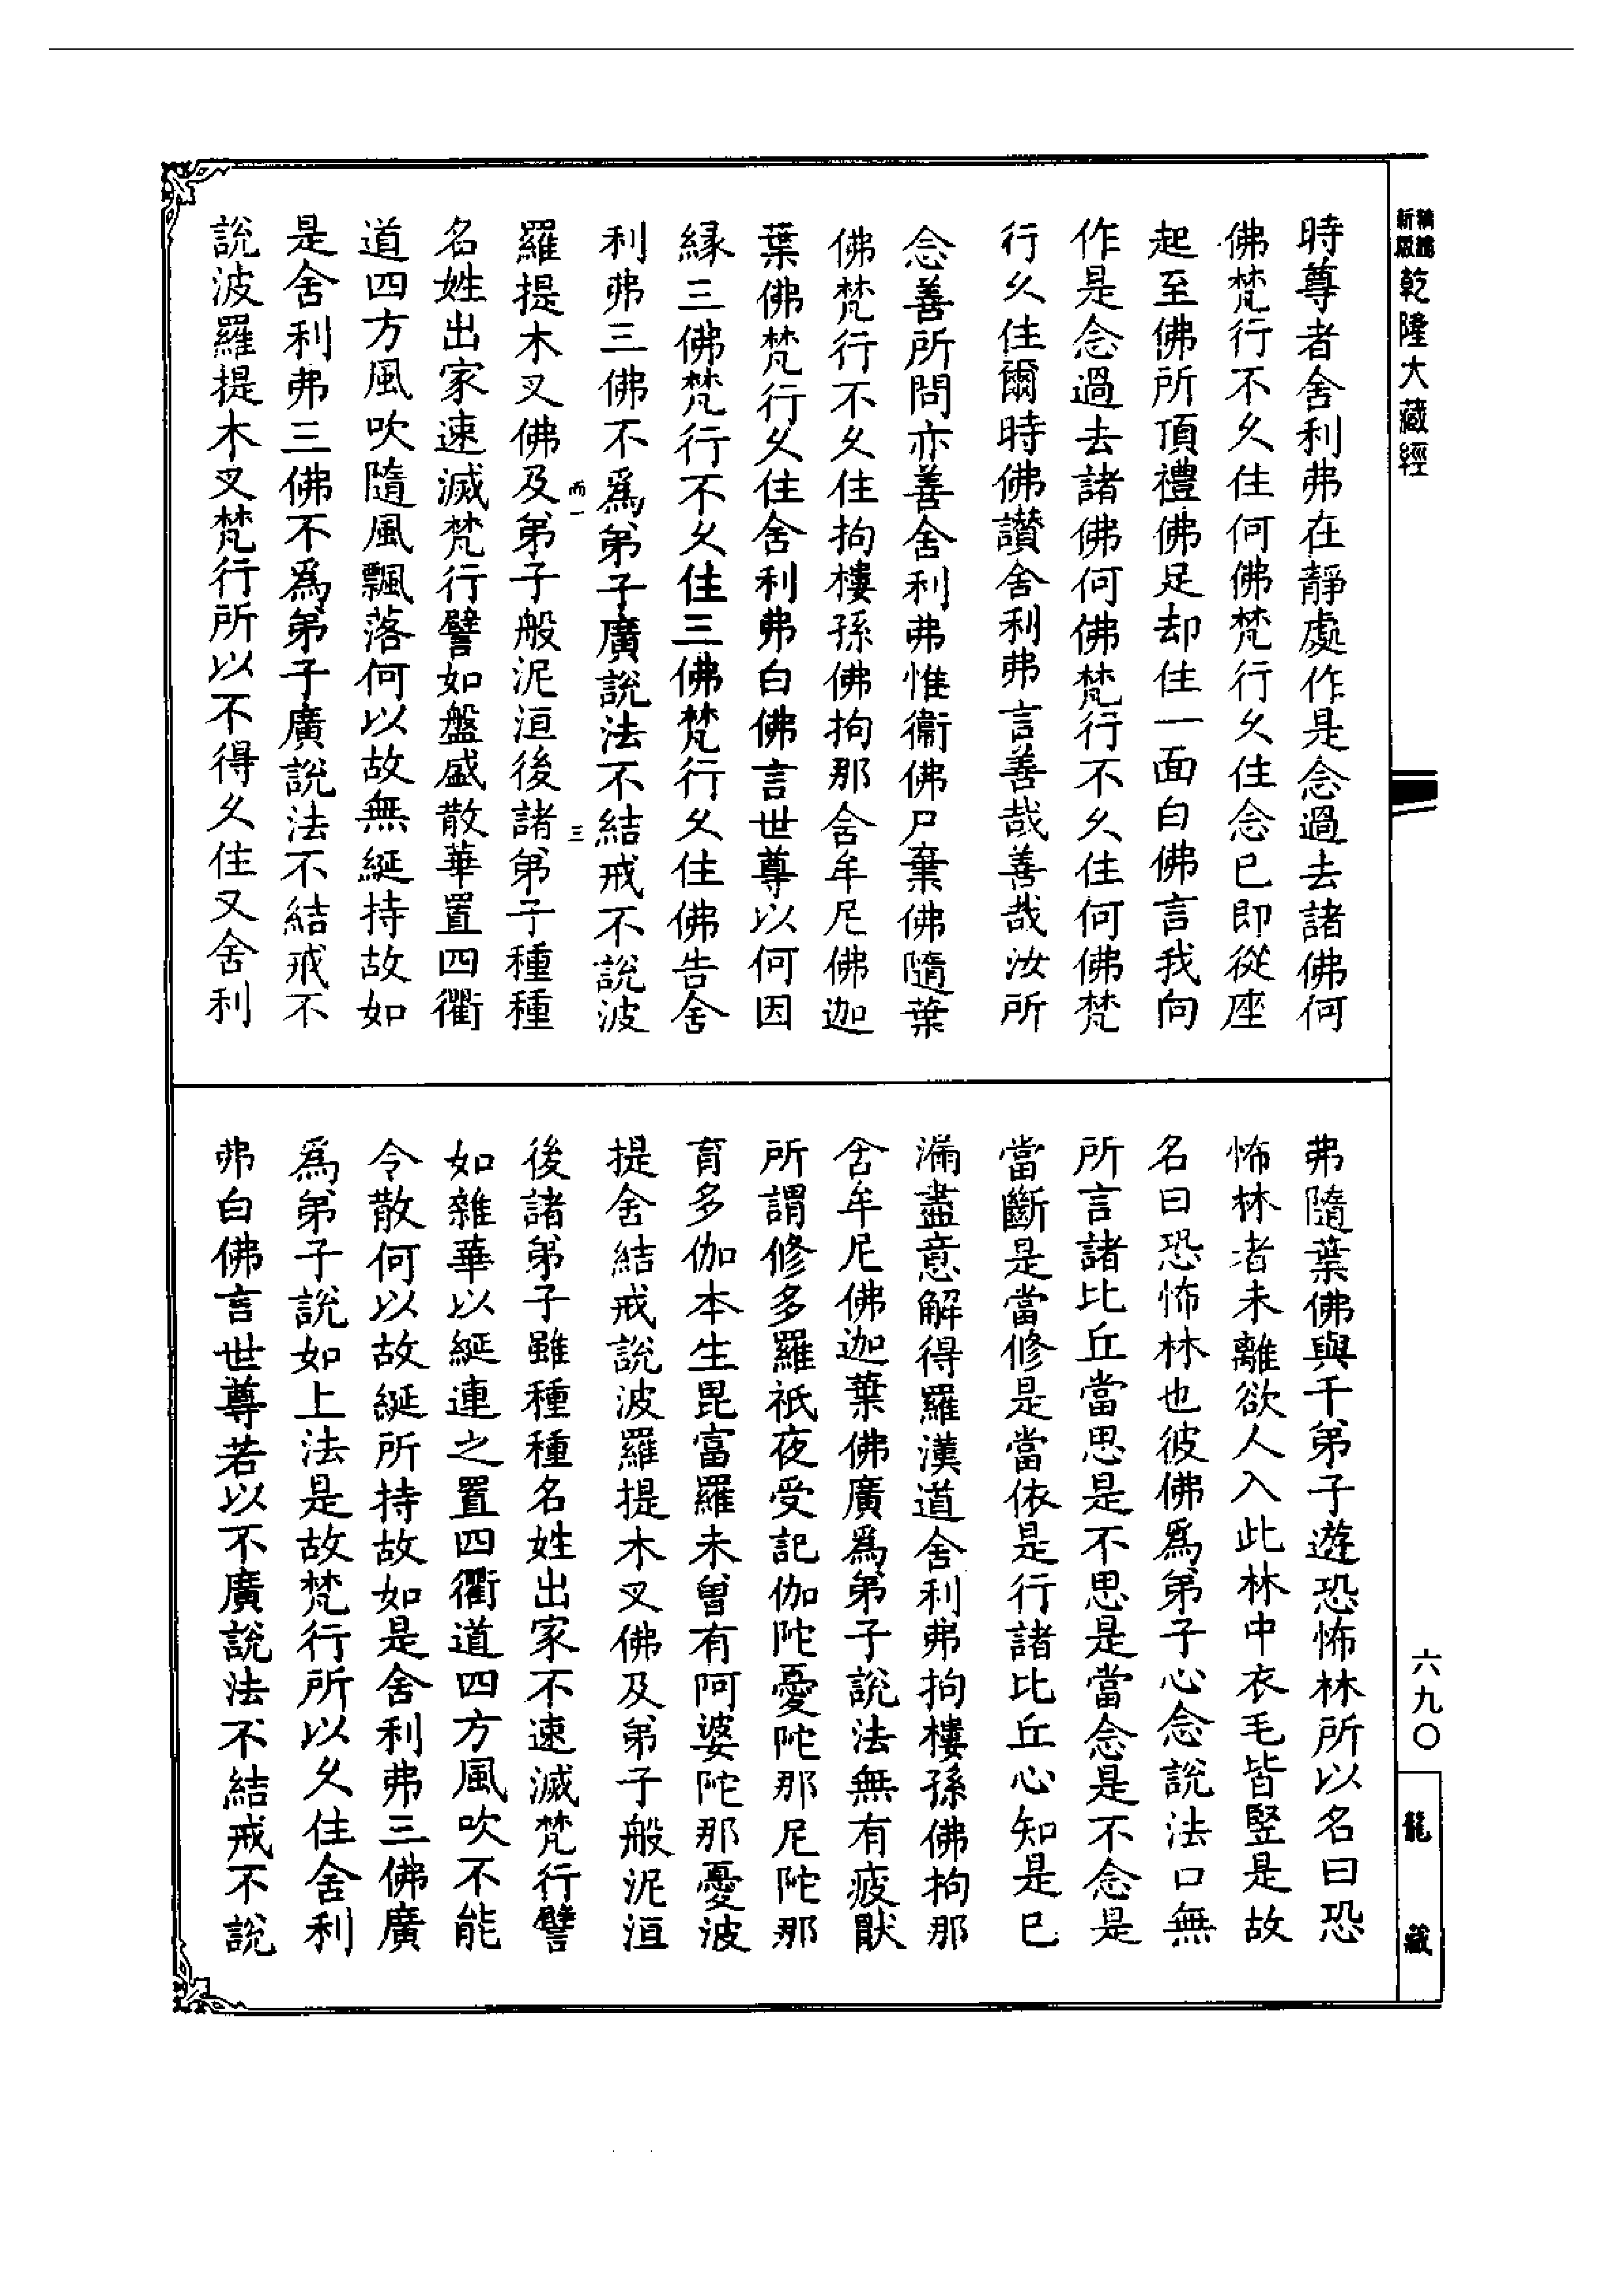 新版
乾隆大藏經
時尊者舍利弗在靜處作是念過去諸佛何
佛梵行不久住何佛梵行久住念已即從座
起至佛所頂禮佛足却住一面白佛言我向
作是念過去諸佛何佛梵行不久住何佛梵
行久住爾時佛讚舍利弗言善哉善哉汝所
念善所問亦善舍利弗惟衞佛尸棄佛隨葉
佛梵行不久住拘樓孫佛拘那舍牟尼佛迦
葉佛梵行久住舍利弗白佛言世尊以何因
緣三佛梵行不久住三佛梵行久住佛告舍
利弗三佛不爲弟子廣說法不結戒不說波
而一 三
羅提木叉佛及弟子般泥洹後諸弟子種種
名姓出家速滅梵行譬如盤盛散華置四衢
道四方風吹隨風飄落何以故無綖持故如
是舍利弗三佛不爲弟子廣說法不結戒不
說波羅提木叉梵行所以不得久住又舍利
弗隨葉佛與千弟子遊恐怖林所以名曰恐
怖林者未離欲人入此林中衣毛皆豎是故
名曰恐怖林也彼佛爲弟子心念說法口無
所言諸比丘當思是不思是當念是不念是
當斷是當修是當依是行諸比丘心知是已
漏盡意解得羅漢道舍利弗拘樓孫佛拘那
舍牟尼佛迦葉佛廣爲弟子說法無有疲厭
所謂修多羅祇夜受記伽陀憂陀那尼陀那
育多伽本生毘富羅未曾有阿婆陀那憂波
提舍結戒說波羅提木叉佛及弟子般泥洹
後諸弟子雖種種名姓出家不速滅梵行譬
如雜華以綖連之置四衢道四方風吹不能
令散何以故綖所持故如是舍利弗三佛廣
爲弟子說如上法是故梵行所以久住舍利
弗白佛言世尊若以不廣說法不結戒不說
六九〇
龍藏